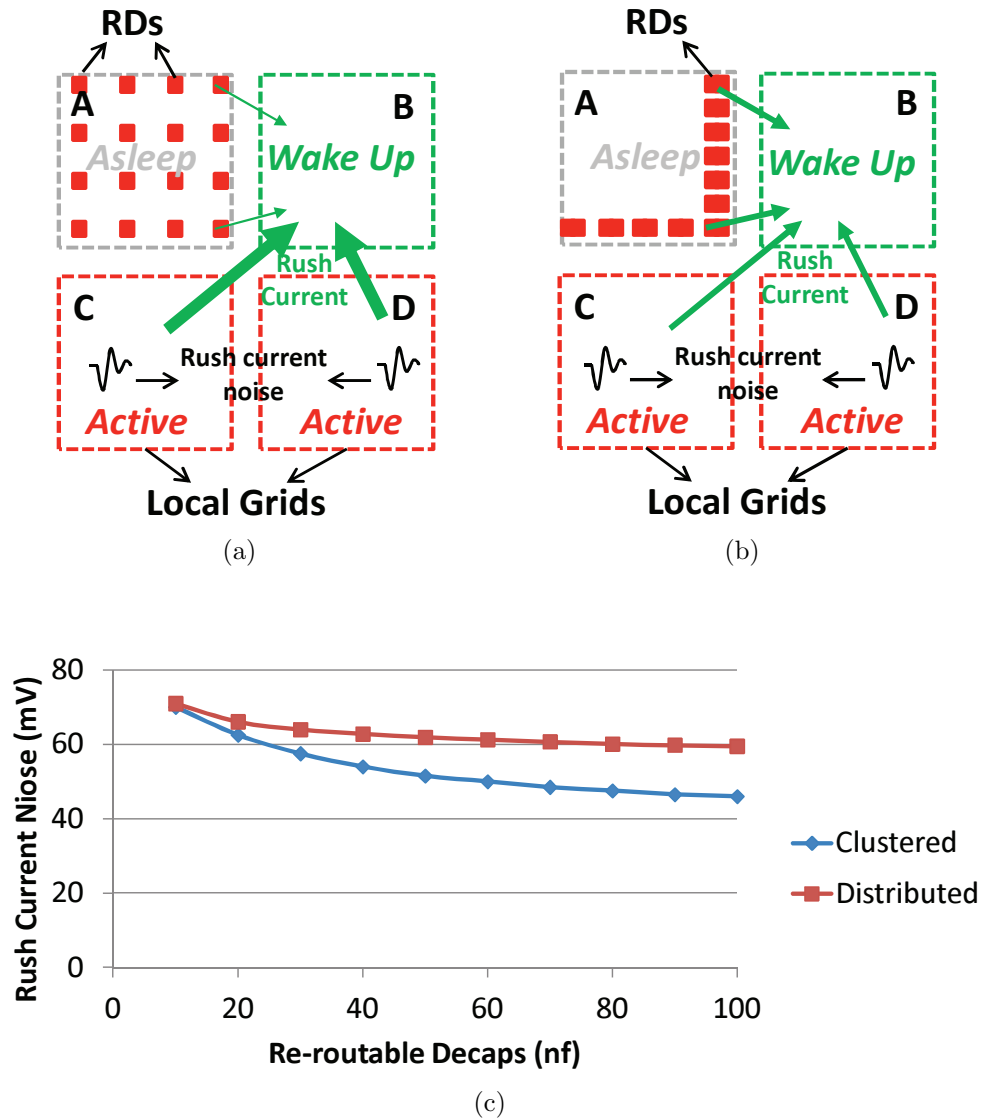 RDs
A
B
Asleep
Wake Up
Rush
Current
C
D
Rush current
noise
Active
Active
Local Grids
(a)
RDs
A
B
Asleep
Wake Up
Rush
Current
C
D
Rush current
noise
Active
Active
Local Grids
(b)
Rush Current Niose (mV)
80
60
40
20
0
0 20 40 60 80 100
Re-routable Decaps (nf)
Clustered
Distributed
(c)